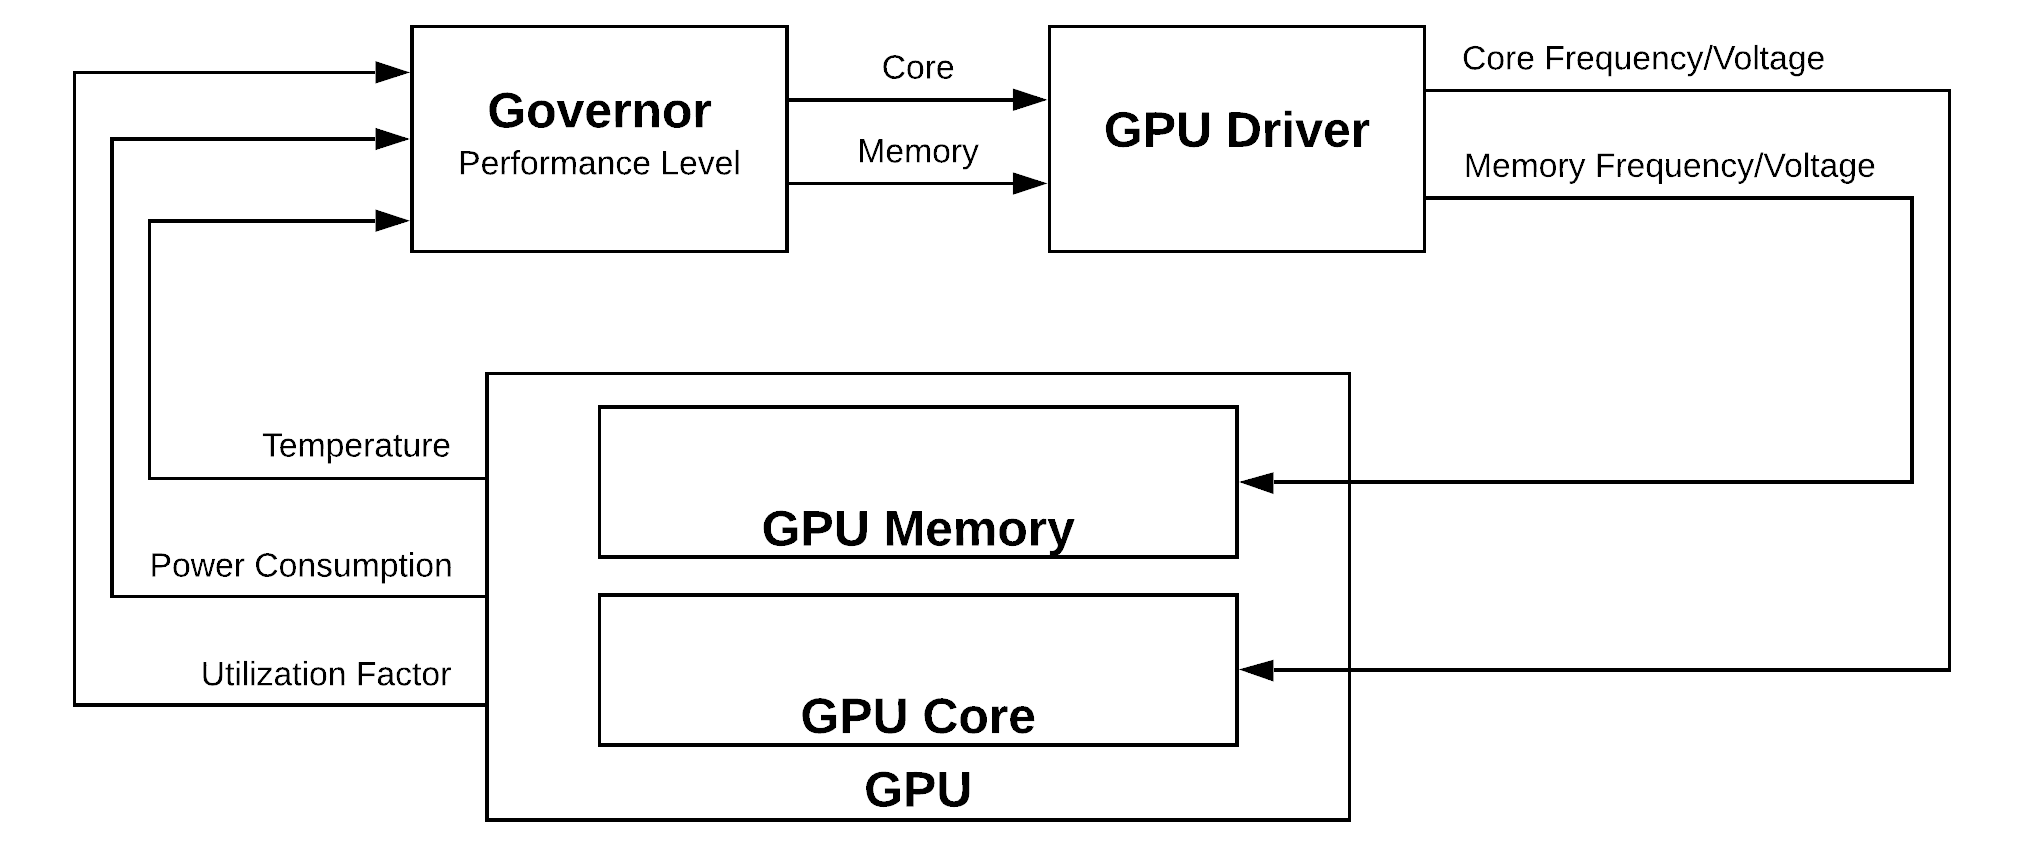 Governor
Performance Level
Core
Memory
GPU Driver
Core Frequency/Voltage
Memory Frequency/Voltage
Temperature
Power Consumption
Utilization Factor
GPU Memory
GPU Core
GPU